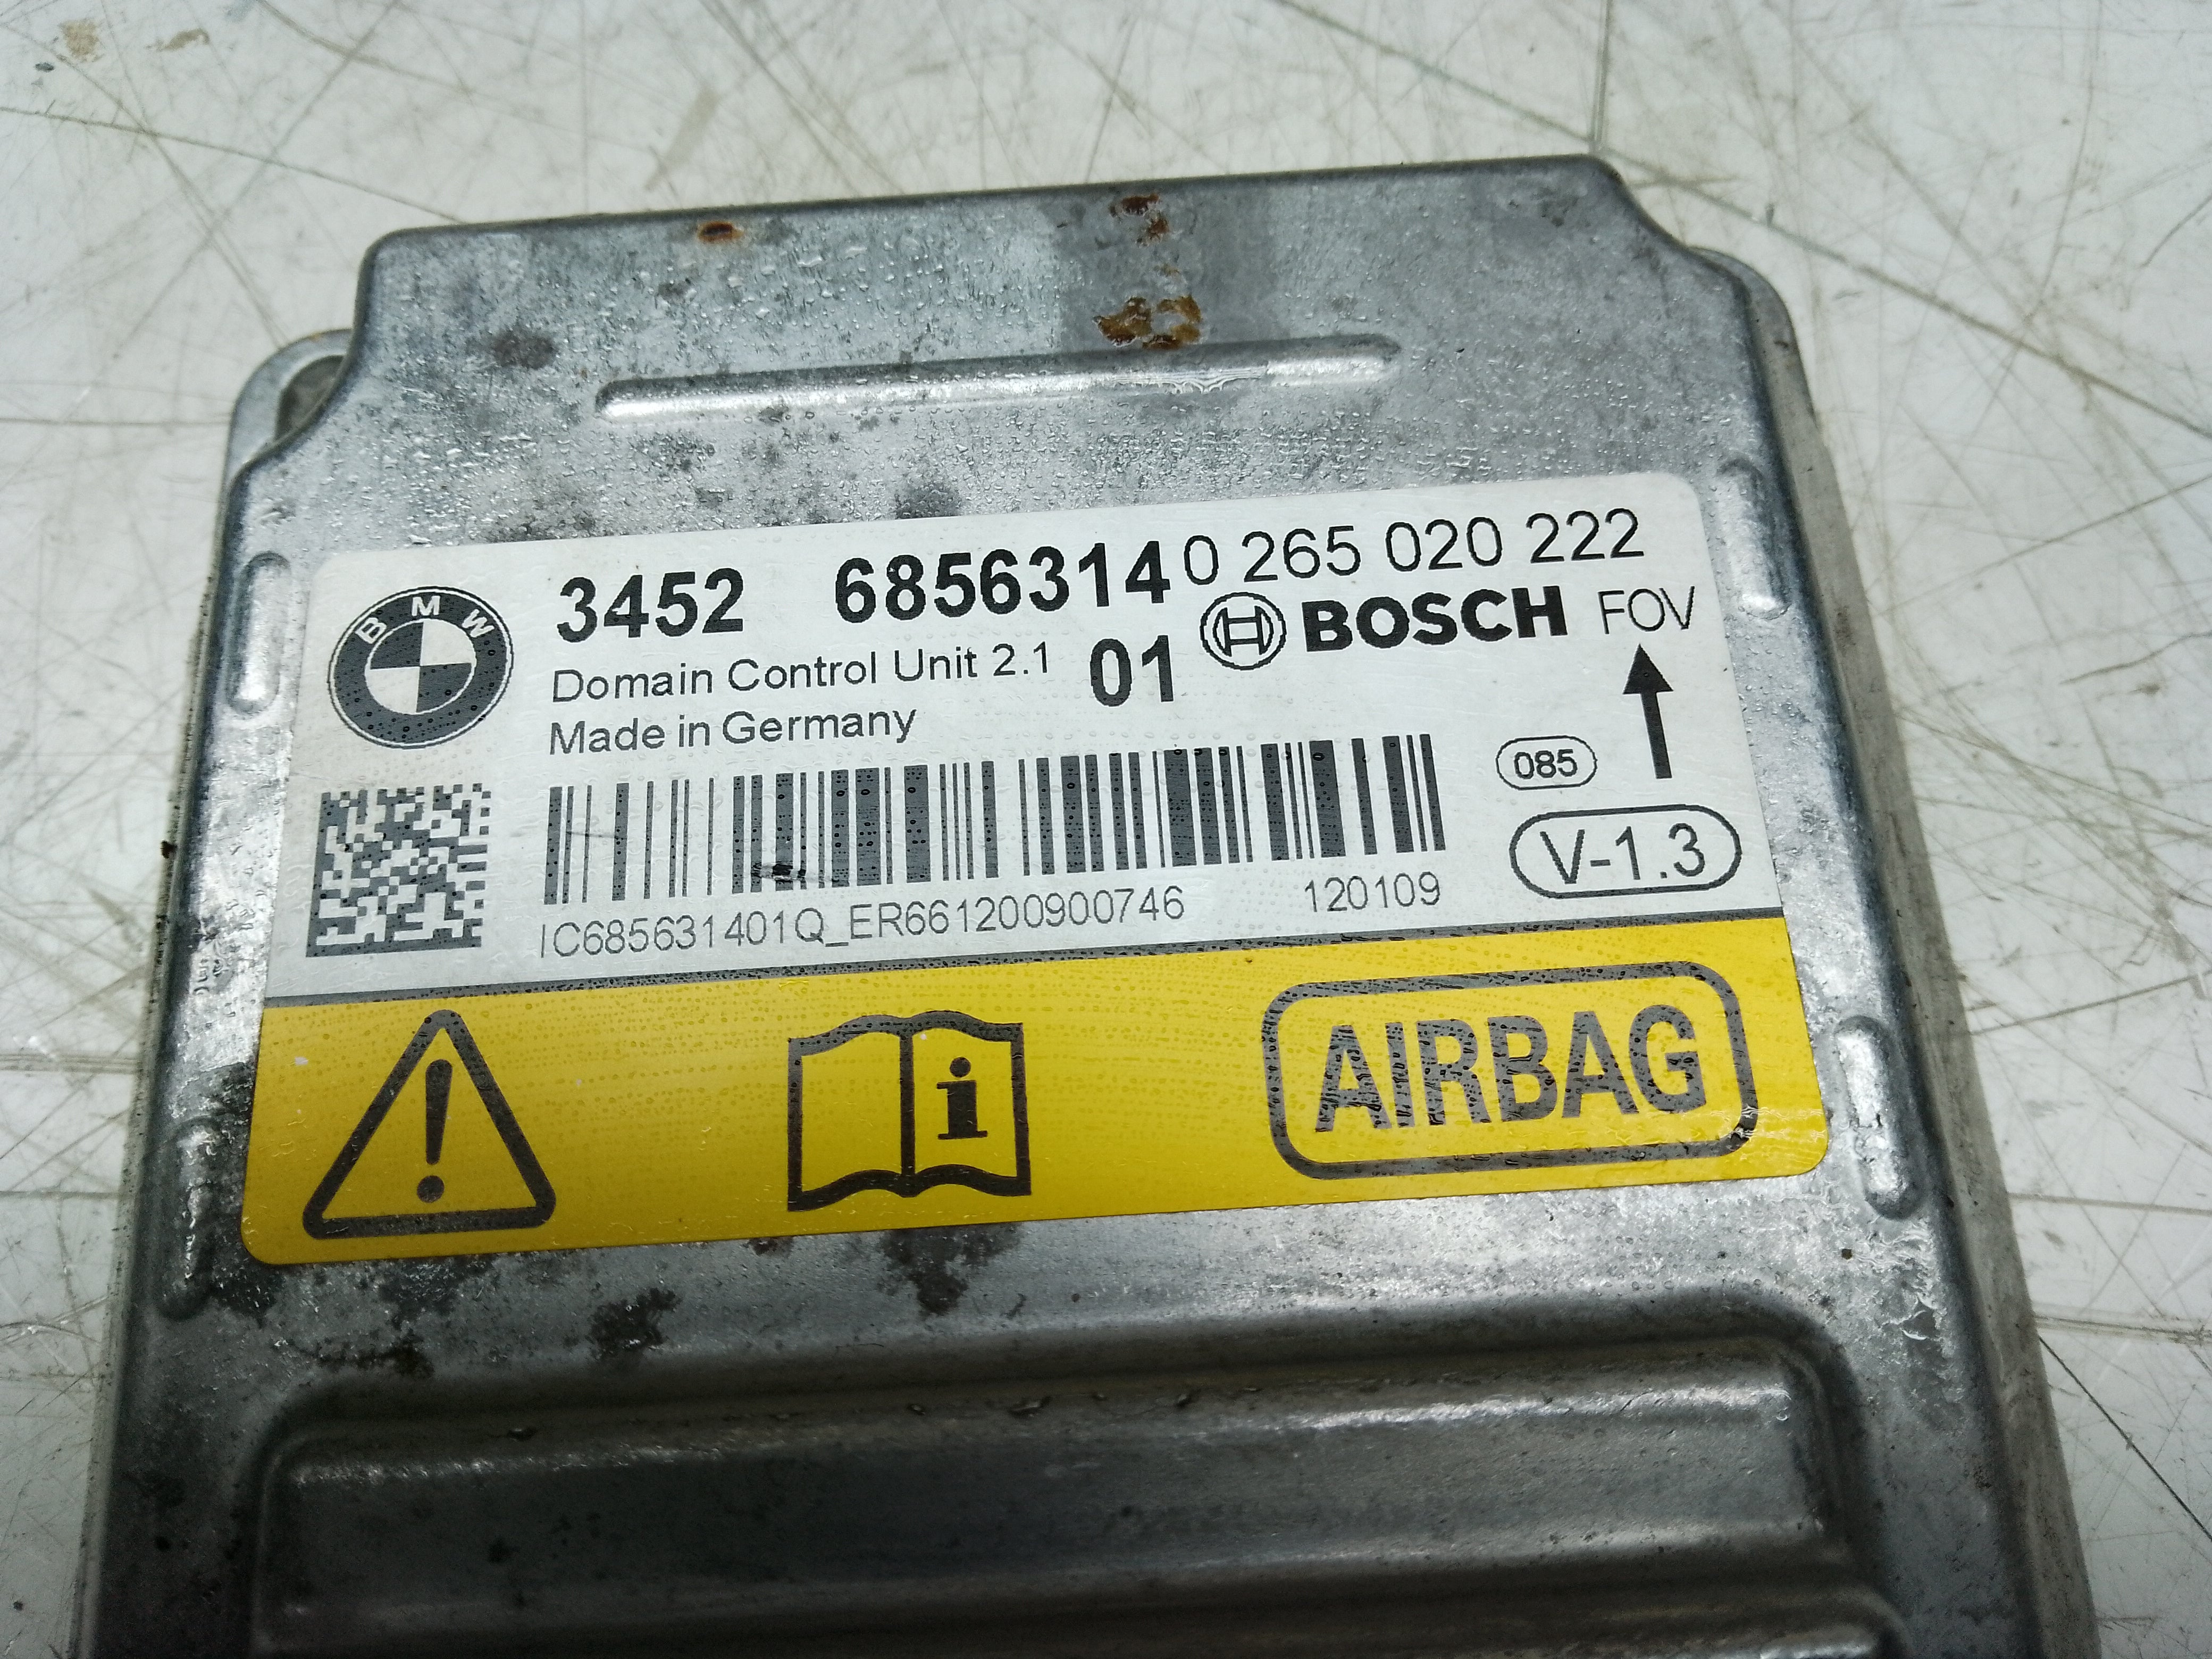 BMW
3452 6856314 0 265 020 222
Domain Control Unit 2.1 01 BOSCH FOV
Made in Germany
085
V-1.3
IC685631401Q_ER661200900746 120109
i
AIRBAG